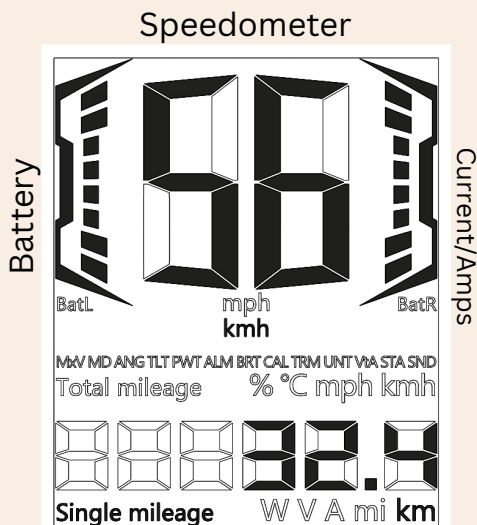 Speedometer
Battery
Current/Amps
56
BatL mph BatR
kmh
MxV MD ANG TLT PWT ALM BRT CAL TRM UNT VtA STA SND
Total mileage % °C mph kmh
32.4
Single mileage W V A mi km